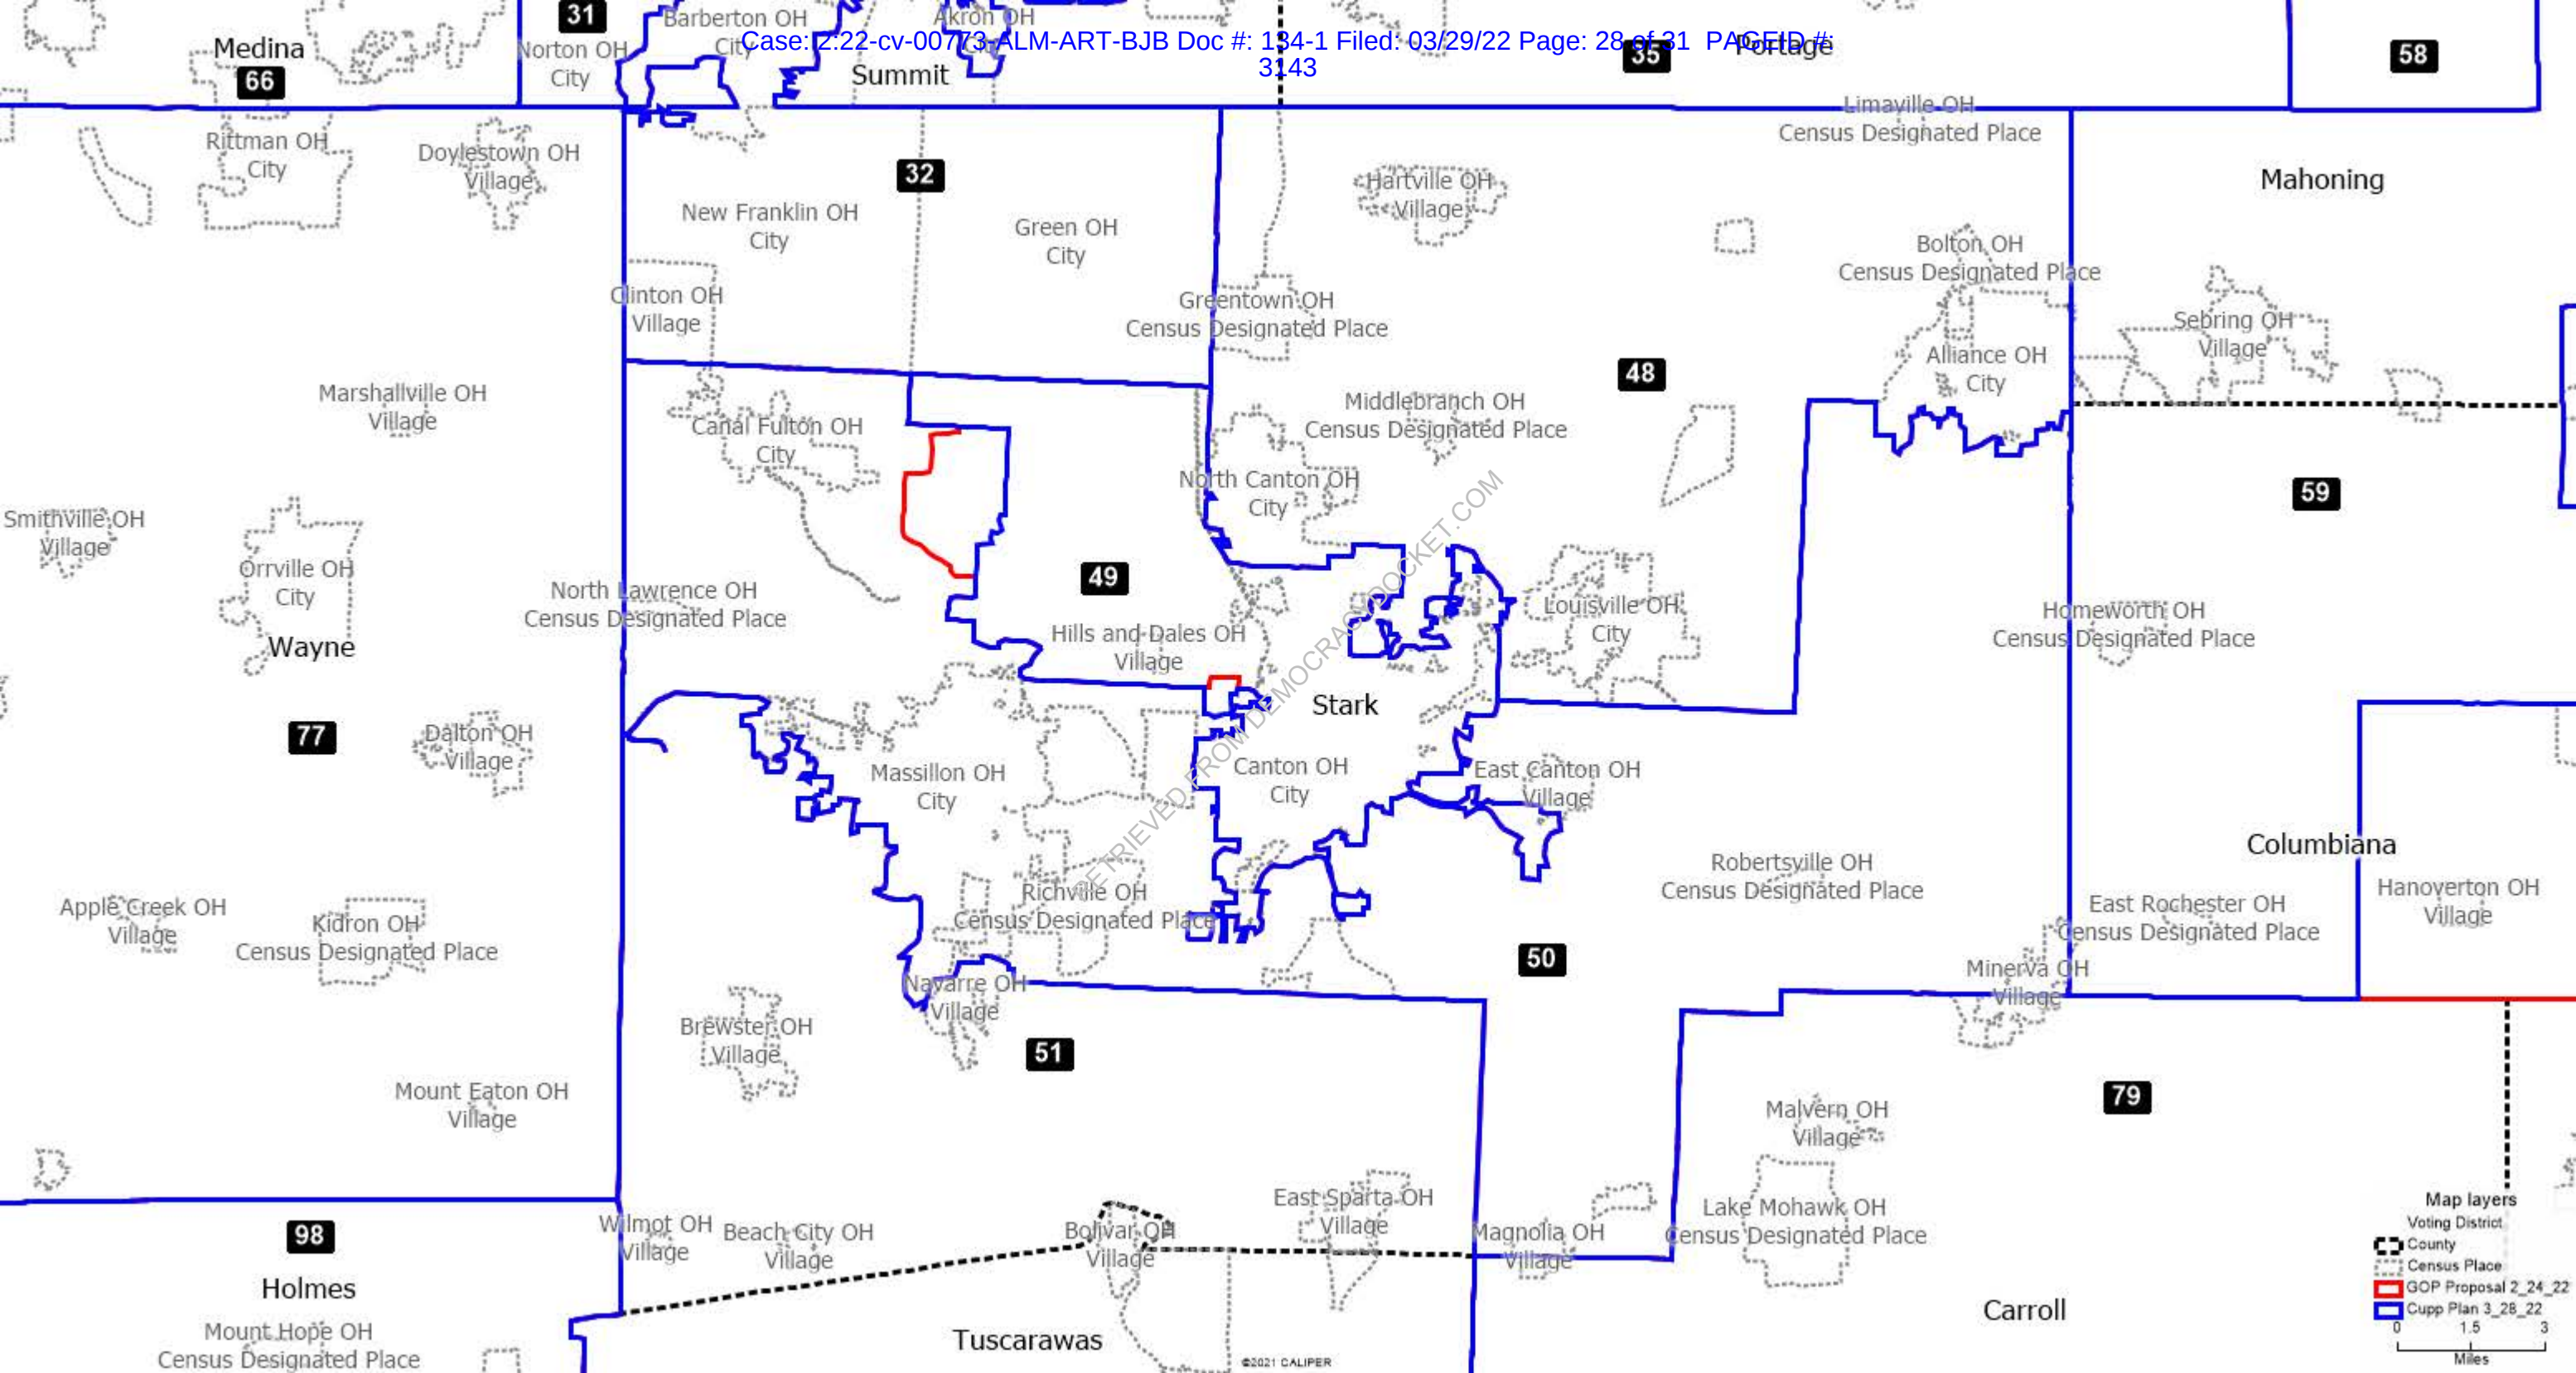 Case: 2:22-cv-00773-ALM-ART-BJB Doc #: 134-1 Filed: 03/29/22 Page: 28 of 31 PAGEID #:
3143
31
Barberton OH
City
Akron OH
City
Medina
66
Norton OH
City
Summit
35
Portage
58
Limaville OH
Census Designated Place
Rittman OH
City
Doylestown OH
Village
32
Hartville OH
Village
Mahoning
New Franklin OH
City
Green OH
City
Bolton OH
Census Designated Place
Clinton OH
Village
Greentown OH
Census Designated Place
Sebring OH
Village
Alliance OH
City
48
Marshallville OH
Village
Canal Fulton OH
City
Middlebranch OH
Census Designated Place
North Canton OH
City
59
Smithville OH
Village
Orrville OH
City
North Lawrence OH
Census Designated Place
49
Louisville OH
City
Homeworth OH
Census Designated Place
Wayne
Hills and Dales OH
Village
Stark
RETRIEVED FROM DEMOCRACYDOCKET.COM
77
Dalton OH
Village
Massillon OH
City
Canton OH
City
East Canton OH
Village
Columbiana
Robertsville OH
Census Designated Place
Hanoverton OH
Village
Apple Creek OH
Village
Kidron OH
Census Designated Place
Richville OH
Census Designated Place
East Rochester OH
Census Designated Place
50
Navarre OH
Village
Minerva OH
Village
Brewster OH
Village
51
Mount Eaton OH
Village
79
Malvern OH
Village
98
Wilmot OH
Village
Beach City OH
Village
Bolivar OH
Village
East Sparta OH
Village
Magnolia OH
Village
Lake Mohawk OH
Census Designated Place
Holmes
Mount Hope OH
Census Designated Place
Tuscarawas
Carroll
©2021 CALIPER
Map layers
Voting District
County
Census Place
GOP Proposal 2_24_22
Cupp Plan 3_28_22
0 1.5 3
Miles